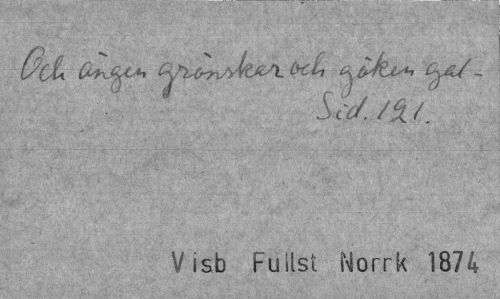 Och ängen grönskar och göken gal -
Sid. 121.
Visb Fullst Norrk 1874